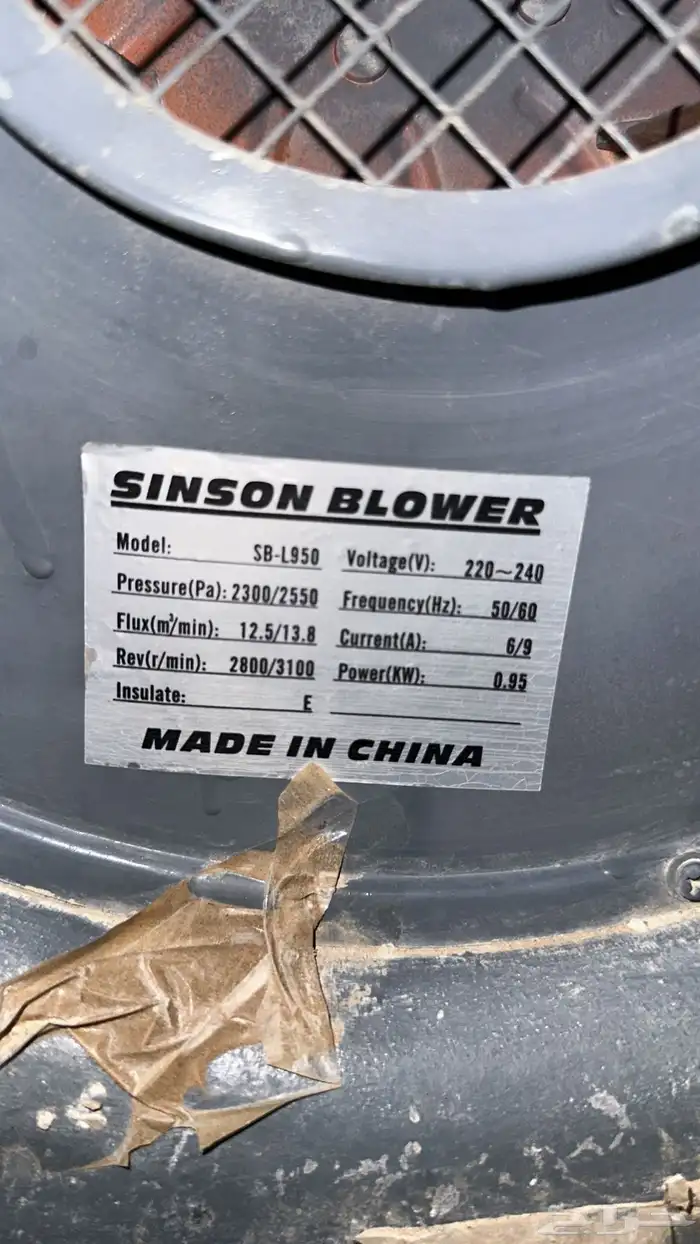 SINSON BLOWER
Model: SB-L950 Voltage(V): 220~240
Pressure(Pa): 2300/2550 Frequency(Hz): 50/60
Flux(m³/min): 12.5/13.8 Current(A): 6/9
Rev(r/min): 2800/3100 Power(KW): 0.95
Insulate: E
MADE IN CHINA
حراج